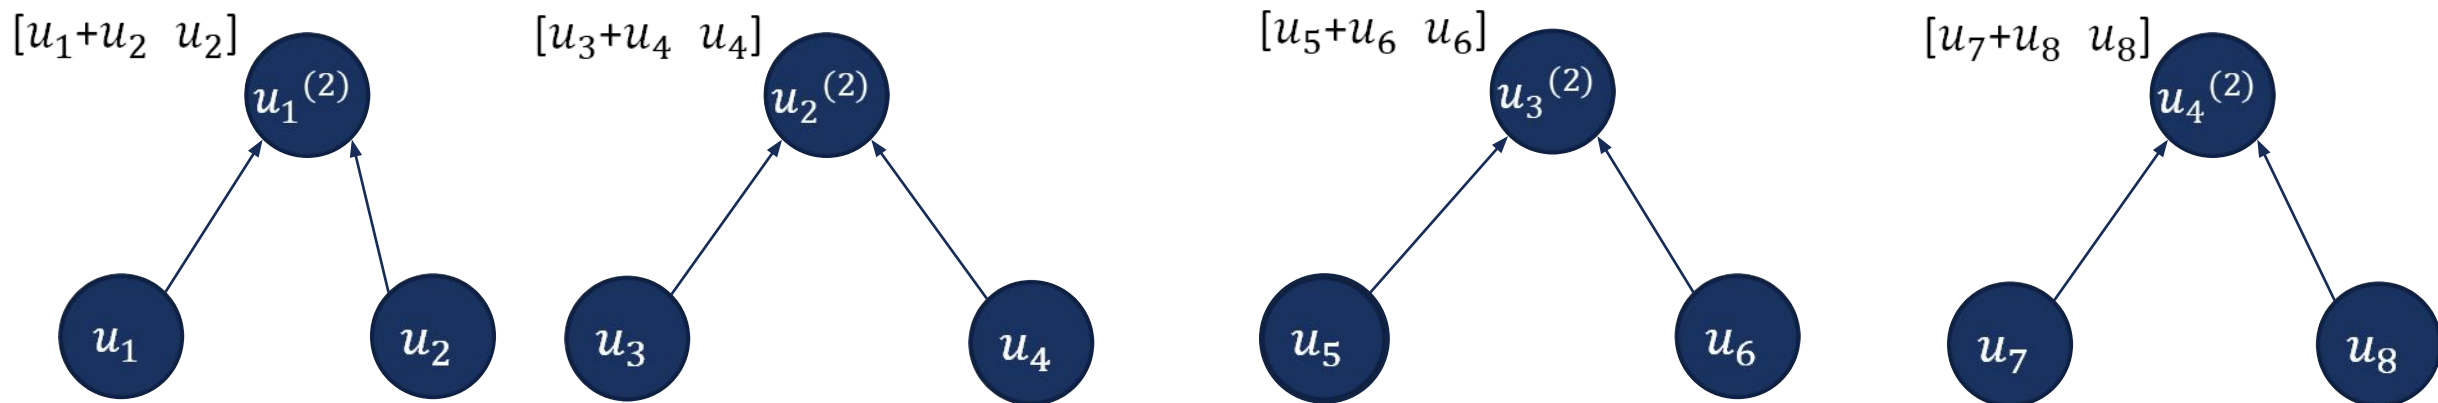 [u₁+u₂ u₂] [u₃+u₄ u₄] [u₅+u₆ u₆] [u₇+u₈ u₈]
u₁⁽²⁾ u₂⁽²⁾ u₃⁽²⁾ u₄⁽²⁾
u₁ u₂ u₃ u₄ u₅ u₆ u₇ u₈